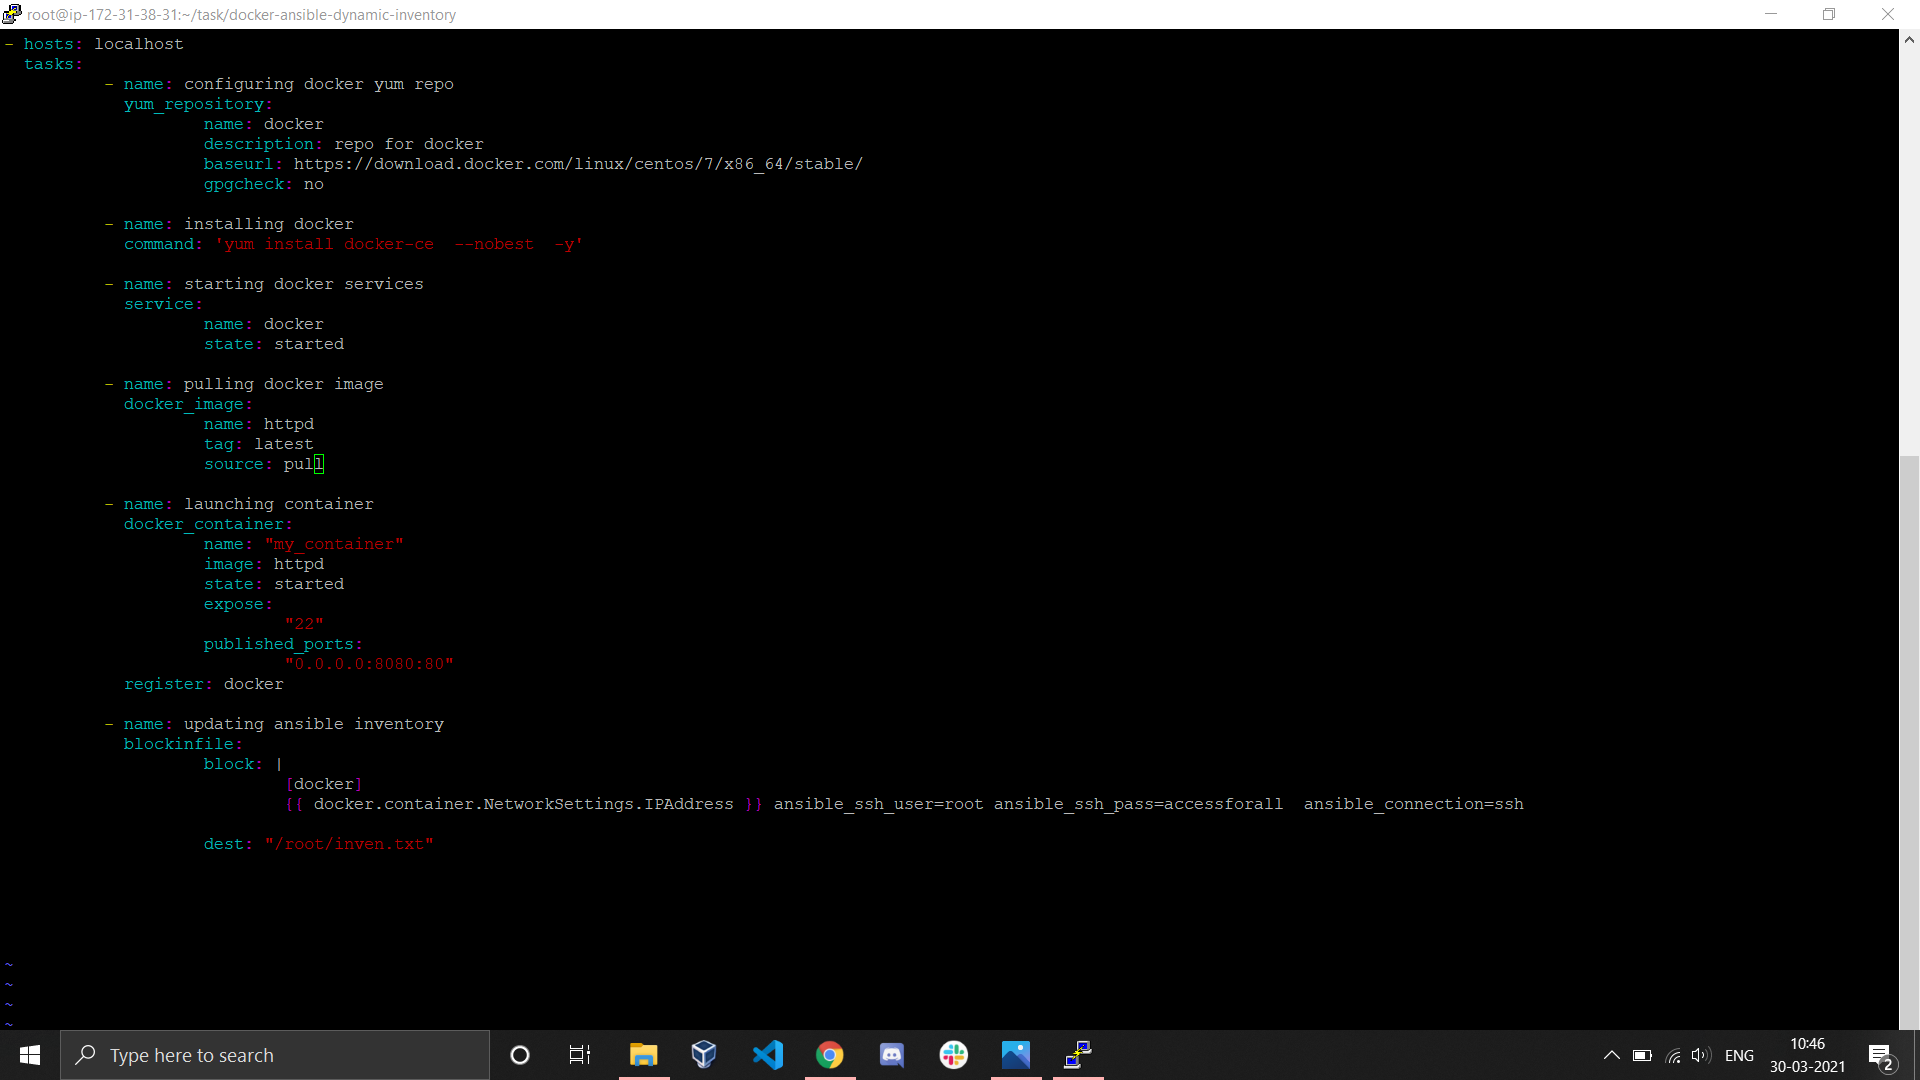 root@ip-172-31-38-31:~/task/docker-ansible-dynamic-inventory
- hosts: localhost
  tasks:
          - name: configuring docker yum repo
            yum_repository:
                    name: docker
                    description: repo for docker
                    baseurl: https://download.docker.com/linux/centos/7/x86_64/stable/
                    gpgcheck: no
          - name: installing docker
            command: 'yum install docker-ce  --nobest  -y'
          - name: starting docker services
            service:
                    name: docker
                    state: started
          - name: pulling docker image
            docker_image:
                    name: httpd
                    tag: latest
                    source: pull
          - name: launching container
            docker_container:
                    name: "my_container"
                    image: httpd
                    state: started
                    expose:
                            "22"
                    published_ports:
                            "0.0.0.0:8080:80"
            register: docker
          - name: updating ansible inventory
            blockinfile:
                    block: |
                            [docker]
                            {{ docker.container.NetworkSettings.IPAddress }} ansible_ssh_user=root ansible_ssh_pass=accessforall  ansible_connection=ssh
                    dest: "/root/inven.txt"
~
~
~
~
Type here to search
ENG
10:46
30-03-2021
2